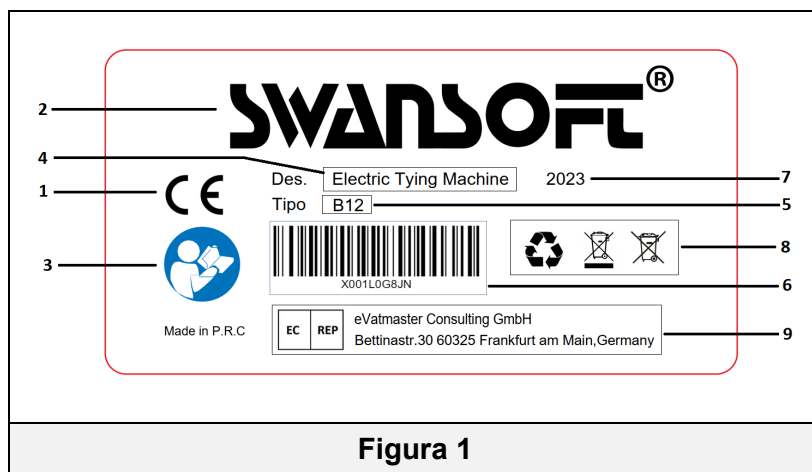 SWANSOFT®
2
4
Des. Electric Tying Machine 2023
7
1
CE
Tipo B12
5
8
3
X001L0G8JN
6
Made in P.R.C
EC REP
eVatmaster Consulting GmbH
Bettinastr.30 60325 Frankfurt am Main,Germany
9
Figura 1